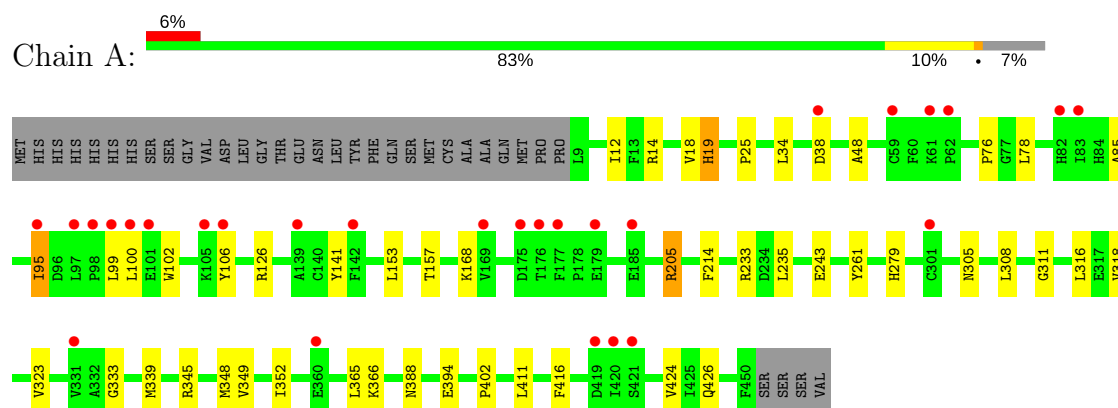 6%
Chain A:
83% 10% • 7%
MET HIS HIS HIS HIS HIS HIS SER SER GLY VAL ASP LEU GLY THR GLU ASN LEU TYR PHE GLN SER MET CYS ALA ALA GLN MET PRO PRO L9 I12 F13 R14 V18 H19 P25 L34 D38 A48 C59 F60 K61 P62 P76 G77 L78 H82 I83 H84 A85
I95 D96 L97 P98 L99 L100 E101 W102 K105 Y106 R126 A139 C140 Y141 F142 L153 T157 K168 V169 D175 T176 F177 P178 E179 E185 R205 F214 R233 D234 L235 E243 Y261 H279 C301 N305 L308 G311 L316 E317 V318
V323 V331 A332 G333 M339 R345 M348 V349 I352 E360 L365 K366 N388 E394 P402 L411 F416 D419 I420 S421 V424 I425 Q426 F450 SER SER SER VAL